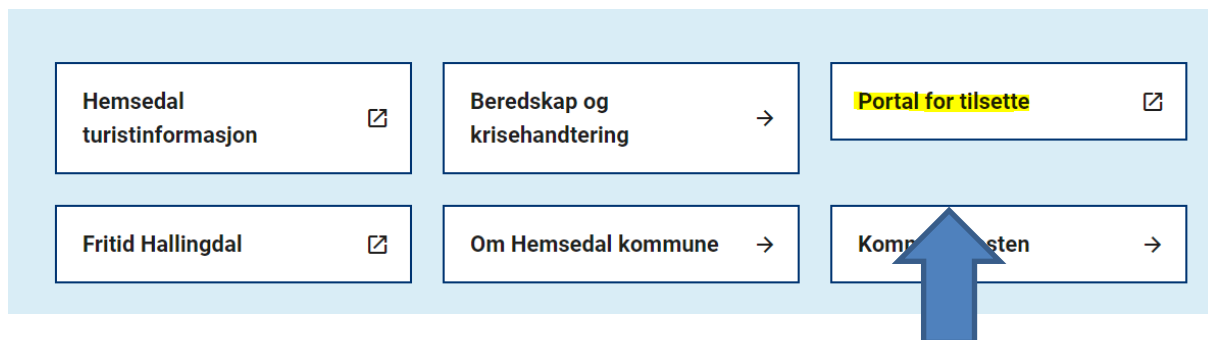 Hemsedal
turistinformasjon
Beredskap og
krisehandtering
Portal for tilsette
Fritid Hallingdal
Om Hemsedal kommune